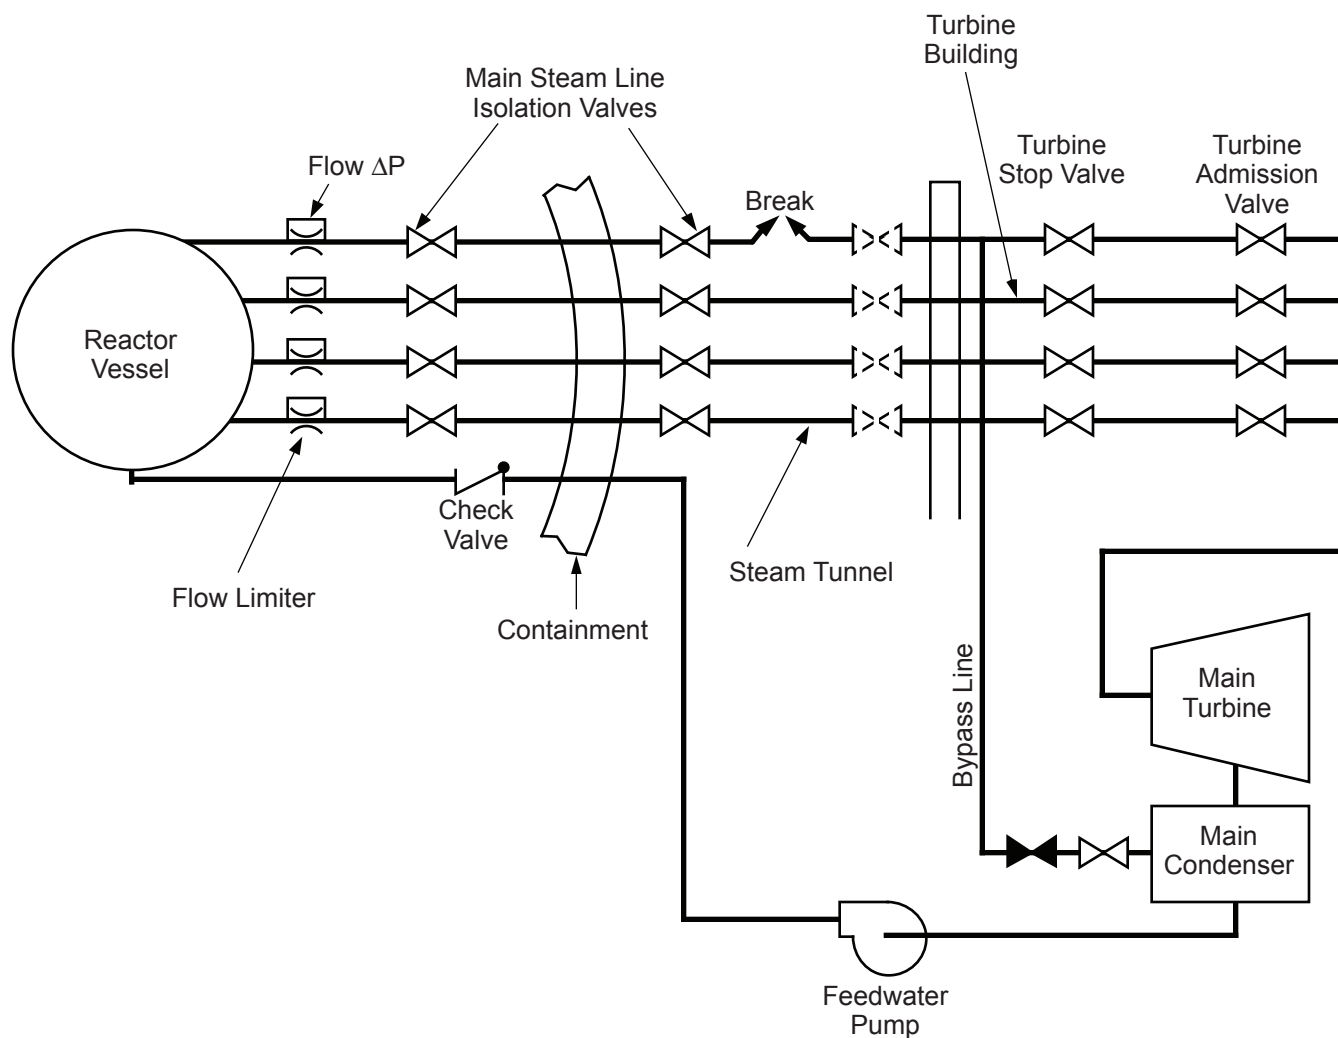 Turbine
Building
Main Steam Line
Isolation Valves
Turbine
Stop Valve
Turbine
Admission
Valve
Flow ΔP
Break
Reactor
Vessel
Check
Valve
Steam Tunnel
Flow Limiter
Containment
Bypass Line
Main
Turbine
Main
Condenser
Feedwater
Pump